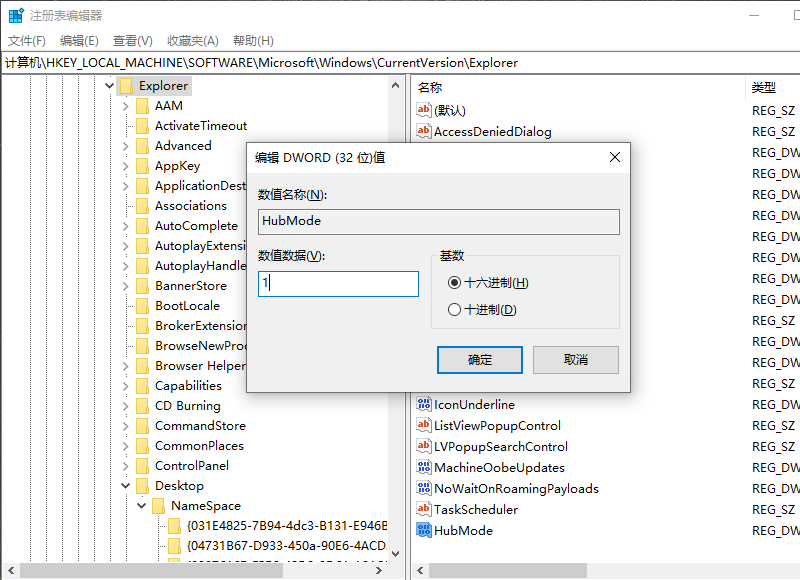 注册表编辑器
文件(F) 编辑(E) 查看(V) 收藏夹(A) 帮助(H)
计算机\HKEY_LOCAL_MACHINE\SOFTWARE\Microsoft\Windows\CurrentVersion\Explorer
Explorer
AAM
ActivateTimeout
Advanced
AppKey
ApplicationDest
Associations
AutoComplete
AutoplayExtensi
AutoplayHandle
BannerStore
BootLocale
BrokerExtension
BrowseNewProc
Browser Helper
Capabilities
CD Burning
CommandStore
CommonPlaces
ControlPanel
Desktop
NameSpace
{031E4825-7B94-4dc3-B131-E946B
{04731B67-D933-450a-90E6-4ACD
名称 类型
(默认) REG_SZ
AccessDeniedDialog REG_SZ
REG_DW
REG_DW
REG_DW
REG_DW
REG_DW
REG_DW
REG_DW
REG_DW
REG_SZ
REG_DW
REG_DW
REG_SZ
IconUnderline REG_DW
ListViewPopupControl REG_SZ
LVPopupSearchControl REG_SZ
MachineOobeUpdates REG_DW
NoWaitOnRoamingPayloads REG_DW
TaskScheduler REG_SZ
HubMode REG_DW
编辑 DWORD (32 位)值
数值名称(N):
HubMode
数值数据(V):
1
基数
十六进制(H)
十进制(D)
确定 取消